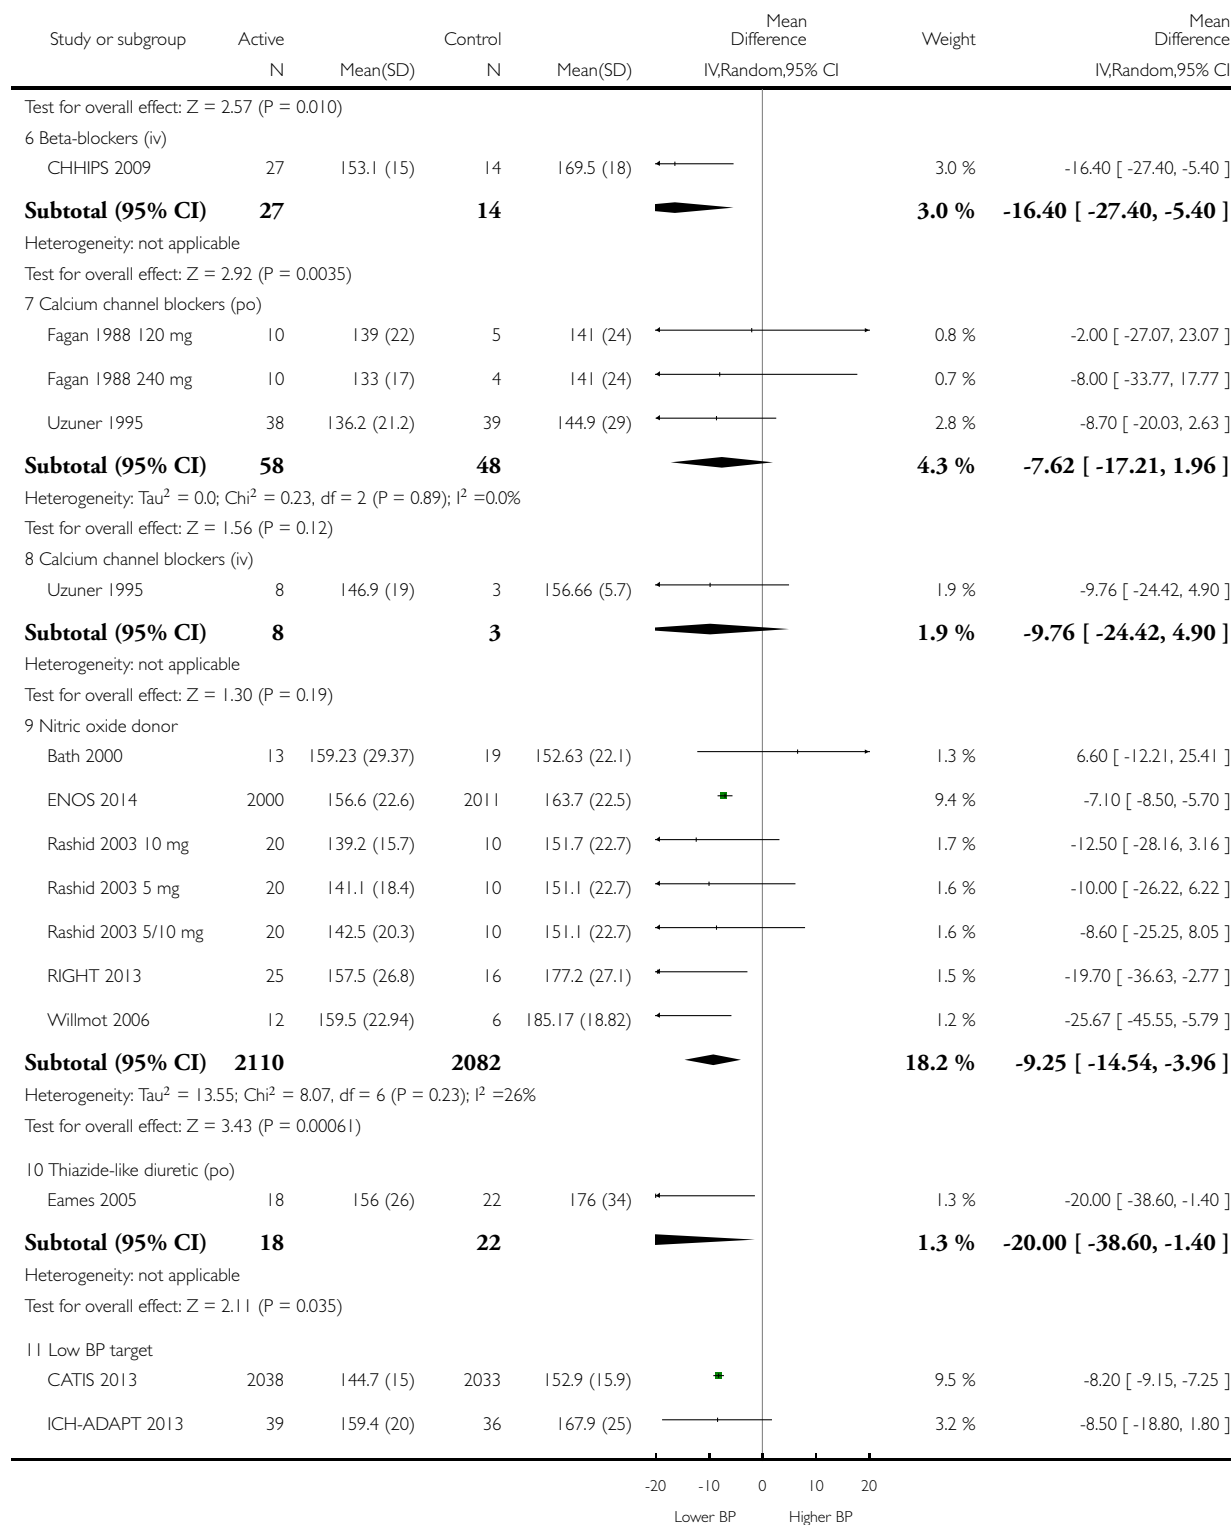 Study or subgroup Active Control Mean Difference Weight Mean Difference
N Mean(SD) N Mean(SD) IV,Random,95% CI IV,Random,95% CI
Test for overall effect: Z = 2.57 (P = 0.010)
6 Beta-blockers (iv)
CHHIPS 2009 27 153.1 (15) 14 169.5 (18) 3.0 % -16.40 [ -27.40, -5.40 ]
Subtotal (95% CI) 27 14 3.0 % -16.40 [ -27.40, -5.40 ]
Heterogeneity: not applicable
Test for overall effect: Z = 2.92 (P = 0.0035)
7 Calcium channel blockers (po)
Fagan 1988 120 mg 10 139 (22) 5 141 (24) 0.8 % -2.00 [ -27.07, 23.07 ]
Fagan 1988 240 mg 10 133 (17) 4 141 (24) 0.7 % -8.00 [ -33.77, 17.77 ]
Uzuner 1995 38 136.2 (21.2) 39 144.9 (29) 2.8 % -8.70 [ -20.03, 2.63 ]
Subtotal (95% CI) 58 48 4.3 % -7.62 [ -17.21, 1.96 ]
Heterogeneity: Tau² = 0.0; Chi² = 0.23, df = 2 (P = 0.89); I² =0.0%
Test for overall effect: Z = 1.56 (P = 0.12)
8 Calcium channel blockers (iv)
Uzuner 1995 8 146.9 (19) 3 156.66 (5.7) 1.9 % -9.76 [ -24.42, 4.90 ]
Subtotal (95% CI) 8 3 1.9 % -9.76 [ -24.42, 4.90 ]
Heterogeneity: not applicable
Test for overall effect: Z = 1.30 (P = 0.19)
9 Nitric oxide donor
Bath 2000 13 159.23 (29.37) 19 152.63 (22.1) 1.3 % 6.60 [ -12.21, 25.41 ]
ENOS 2014 2000 156.6 (22.6) 2011 163.7 (22.5) 9.4 % -7.10 [ -8.50, -5.70 ]
Rashid 2003 10 mg 20 139.2 (15.7) 10 151.7 (22.7) 1.7 % -12.50 [ -28.16, 3.16 ]
Rashid 2003 5 mg 20 141.1 (18.4) 10 151.1 (22.7) 1.6 % -10.00 [ -26.22, 6.22 ]
Rashid 2003 5/10 mg 20 142.5 (20.3) 10 151.1 (22.7) 1.6 % -8.60 [ -25.25, 8.05 ]
RIGHT 2013 25 157.5 (26.8) 16 177.2 (27.1) 1.5 % -19.70 [ -36.63, -2.77 ]
Willmot 2006 12 159.5 (22.94) 6 185.17 (18.82) 1.2 % -25.67 [ -45.55, -5.79 ]
Subtotal (95% CI) 2110 2082 18.2 % -9.25 [ -14.54, -3.96 ]
Heterogeneity: Tau² = 13.55; Chi² = 8.07, df = 6 (P = 0.23); I² =26%
Test for overall effect: Z = 3.43 (P = 0.00061)
10 Thiazide-like diuretic (po)
Eames 2005 18 156 (26) 22 176 (34) 1.3 % -20.00 [ -38.60, -1.40 ]
Subtotal (95% CI) 18 22 1.3 % -20.00 [ -38.60, -1.40 ]
Heterogeneity: not applicable
Test for overall effect: Z = 2.11 (P = 0.035)
11 Low BP target
CATIS 2013 2038 144.7 (15) 2033 152.9 (15.9) 9.5 % -8.20 [ -9.15, -7.25 ]
ICH-ADAPT 2013 39 159.4 (20) 36 167.9 (25) 3.2 % -8.50 [ -18.80, 1.80 ]
-20 -10 0 10 20
Lower BP Higher BP